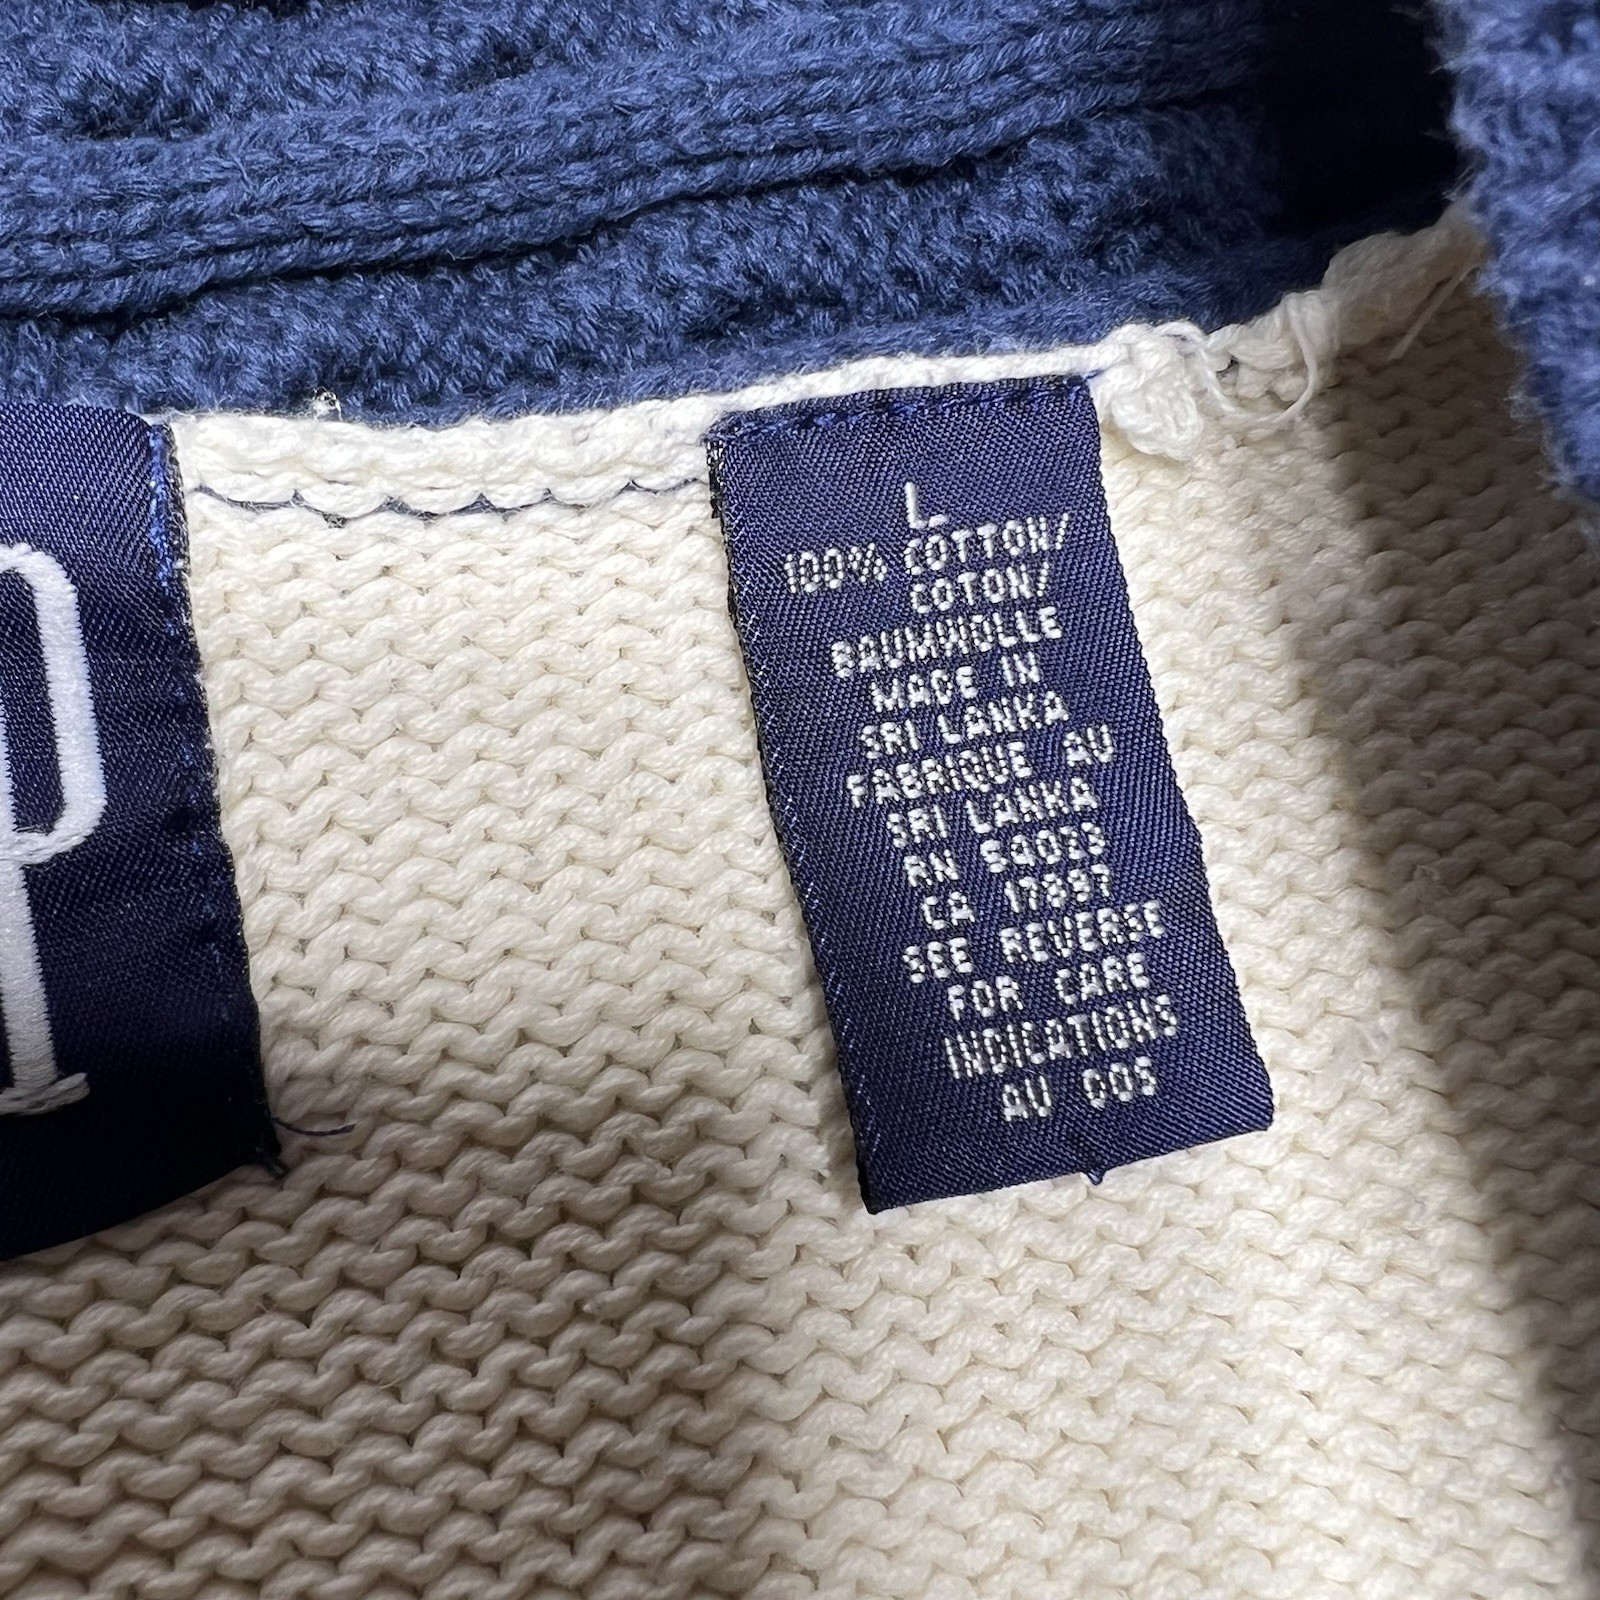 P
L
100% COTTON/
COTON/
BAUMWOLLE
MADE IN
SRI LANKA
FABRIQUE AU
SRI LANKA
RN 54023
CA 17897
SEE REVERSE
FOR CARE
INDICATIONS
AU DOS